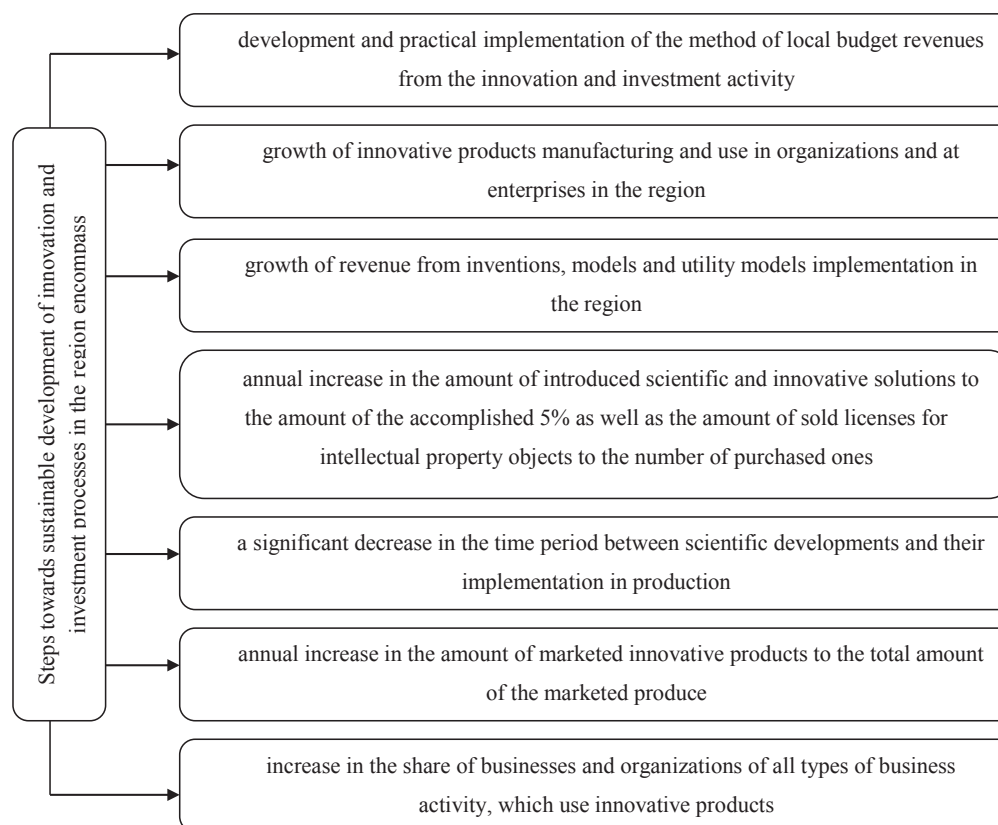 Steps towards sustainable development of innovation and
investment processes in the region encompass
development and practical implementation of the method of local budget revenues
from the innovation and investment activity
growth of innovative products manufacturing and use in organizations and at
enterprises in the region
growth of revenue from inventions, models and utility models implementation in
the region
annual increase in the amount of introduced scientific and innovative solutions to
the amount of the accomplished 5% as well as the amount of sold licenses for
intellectual property objects to the number of purchased ones
a significant decrease in the time period between scientific developments and their
implementation in production
annual increase in the amount of marketed innovative products to the total amount
of the marketed produce
increase in the share of businesses and organizations of all types of business
activity, which use innovative products